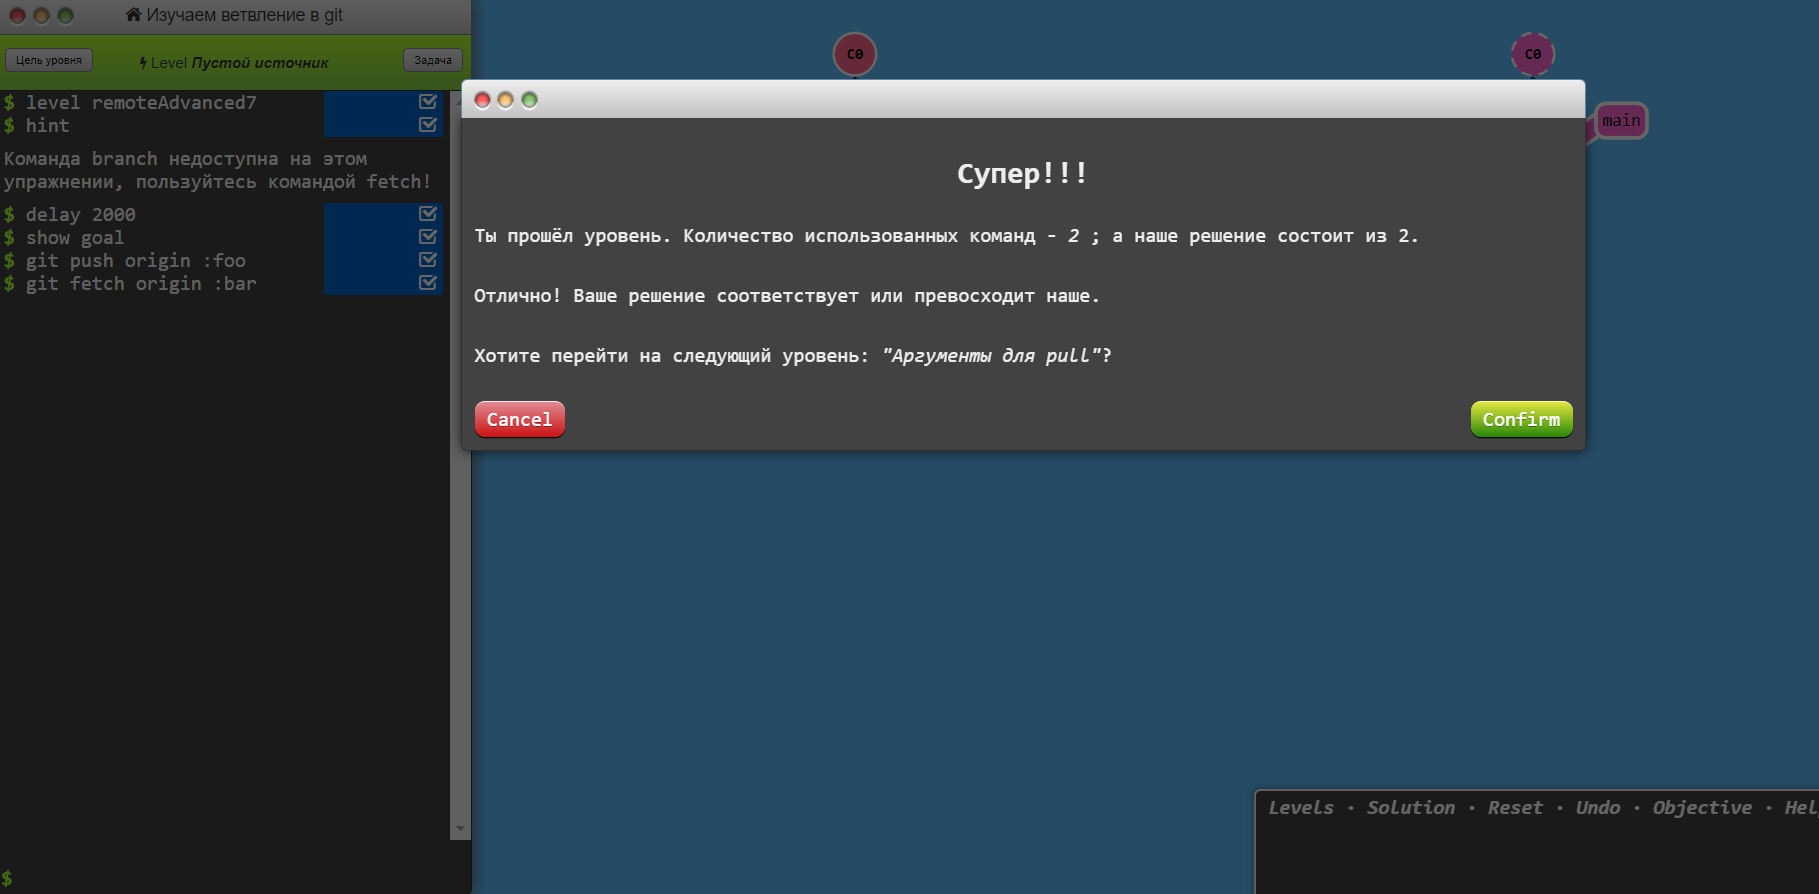 Изучаем ветвление в git
Цель уровня
Level Пустой источник
Задача
$ level remoteAdvanced7
$ hint
Команда branch недоступна на этом
упражнении, пользуйтесь командой fetch!
$ delay 2000
$ show goal
$ git push origin :foo
$ git fetch origin :bar
$
C0
C0
main
Супер!!!
Ты прошёл уровень. Количество использованных команд - 2 ; а наше решение состоит из 2.
Отлично! Ваше решение соответствует или превосходит наше.
Хотите перейти на следующий уровень: "Аргументы для pull"?
Cancel
Confirm
Levels · Solution · Reset · Undo · Objective ·